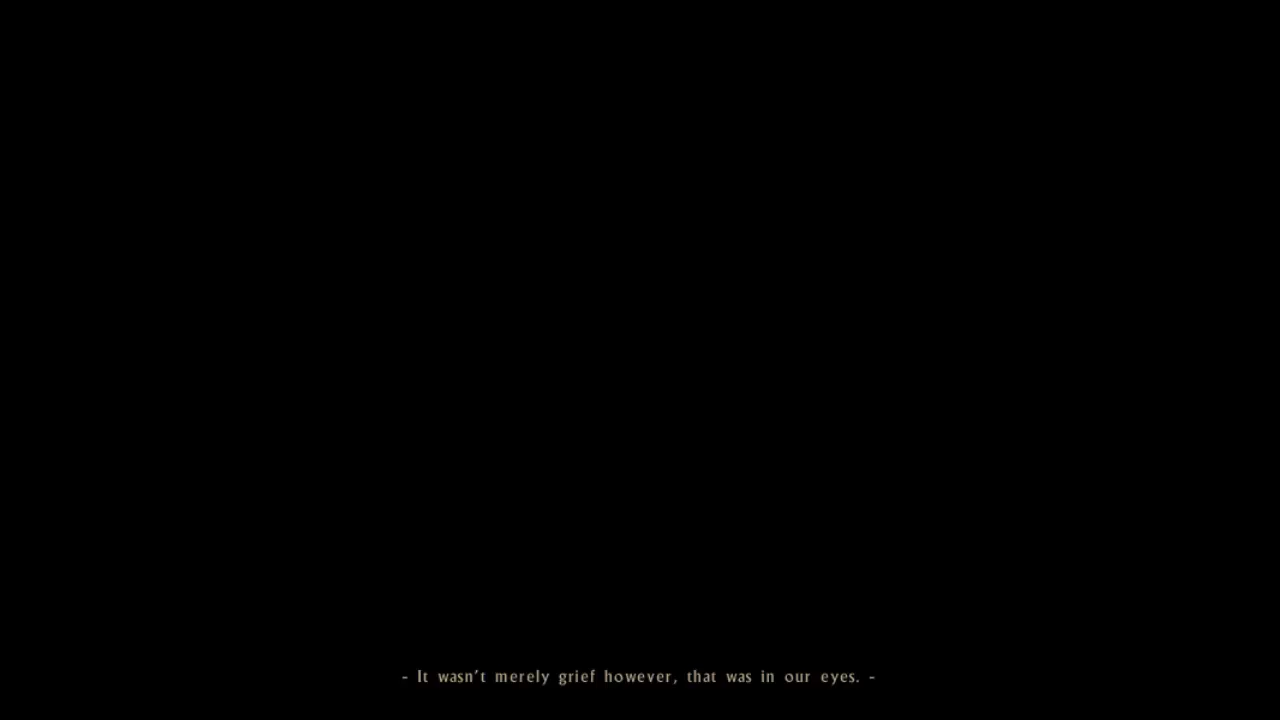 - It wasn't merely grief however, that was in our eyes. -